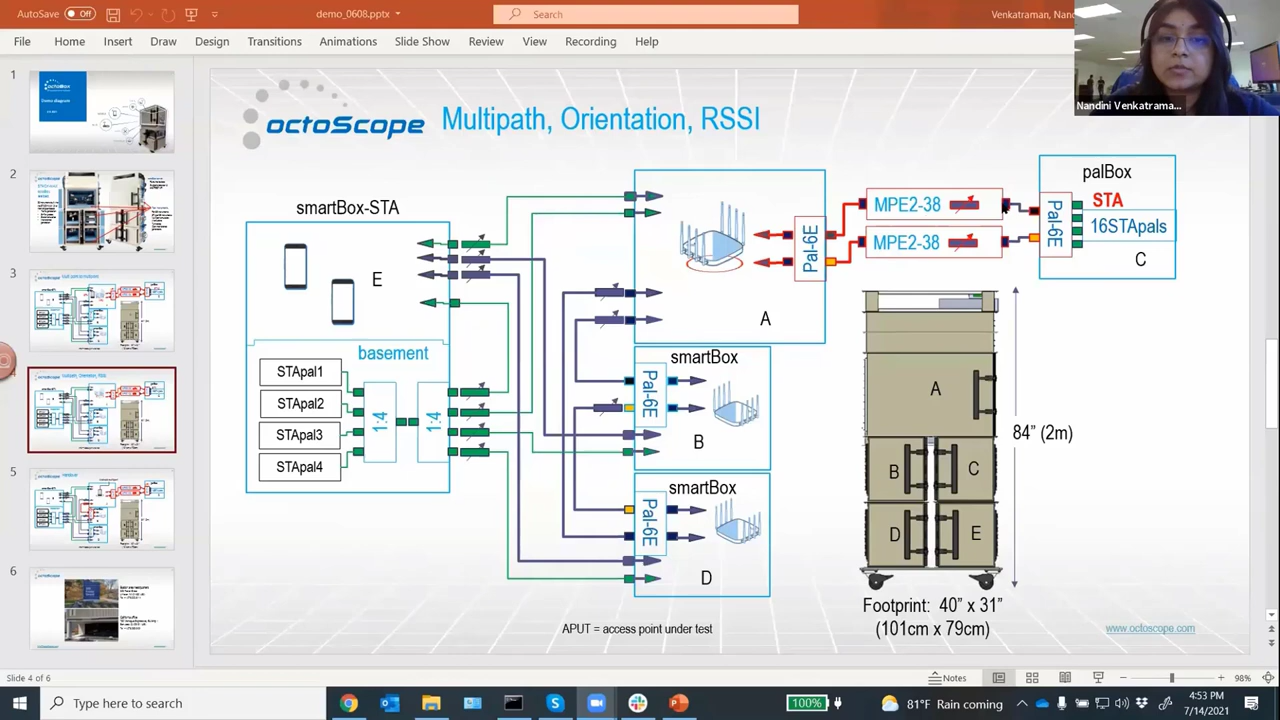 AutoSave
Off
demo_0608.pptx
Search
Venkatraman, Nand
File
Home
Insert
Draw
Design
Transitions
Animations
Slide Show
Review
View
Recording
Help
Nandini Venkatrama...
1
2
3
5
6
octoScope
Multipath, Orientation, RSSI
smartBox-STA
E
basement
STApal1
STApal2
STApal3
STApal4
1:4
1:4
Pal-6E
A
smartBox
Pal-6E
B
smartBox
Pal-6E
D
APUT = access point under test
MPE2-38
MPE2-38
palBox
STA
16STApals
Pal-6E
C
A
B
C
D
E
84” (2m)
Footprint: 40” x 31”
(101cm x 79cm)
www.octoscope.com
Slide 4 of 6
Notes
98%
Type here to search
100%
81°F Rain coming
4:53 PM
7/14/2021